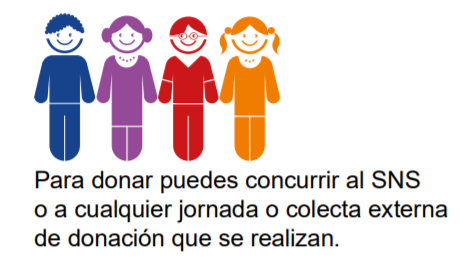 Para donar puedes concurrir al SNS
o a cualquier jornada o colecta externa
de donación que se realizan.